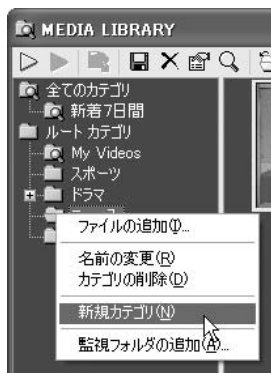 MEDIA LIBRARY
全てのカテゴリ
新着7日間
ルート カテゴリ
My Videos
スポーツ
ドラマ
ファイルの追加(I)...
名前の変更(R)
カテゴリの削除(D)
新規カテゴリ(N)
監視フォルダの追加(A)...